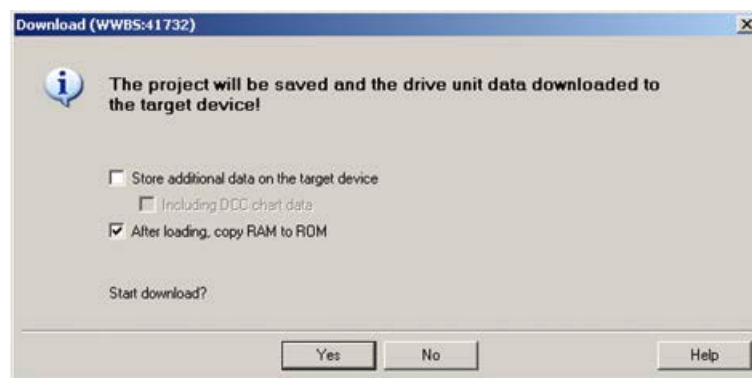 Download (WWBS:41732)
The project will be saved and the drive unit data downloaded to
the target device!
Store additional data on the target device
Including DCC chart data
After loading, copy RAM to ROM
Start download?
Yes No Help